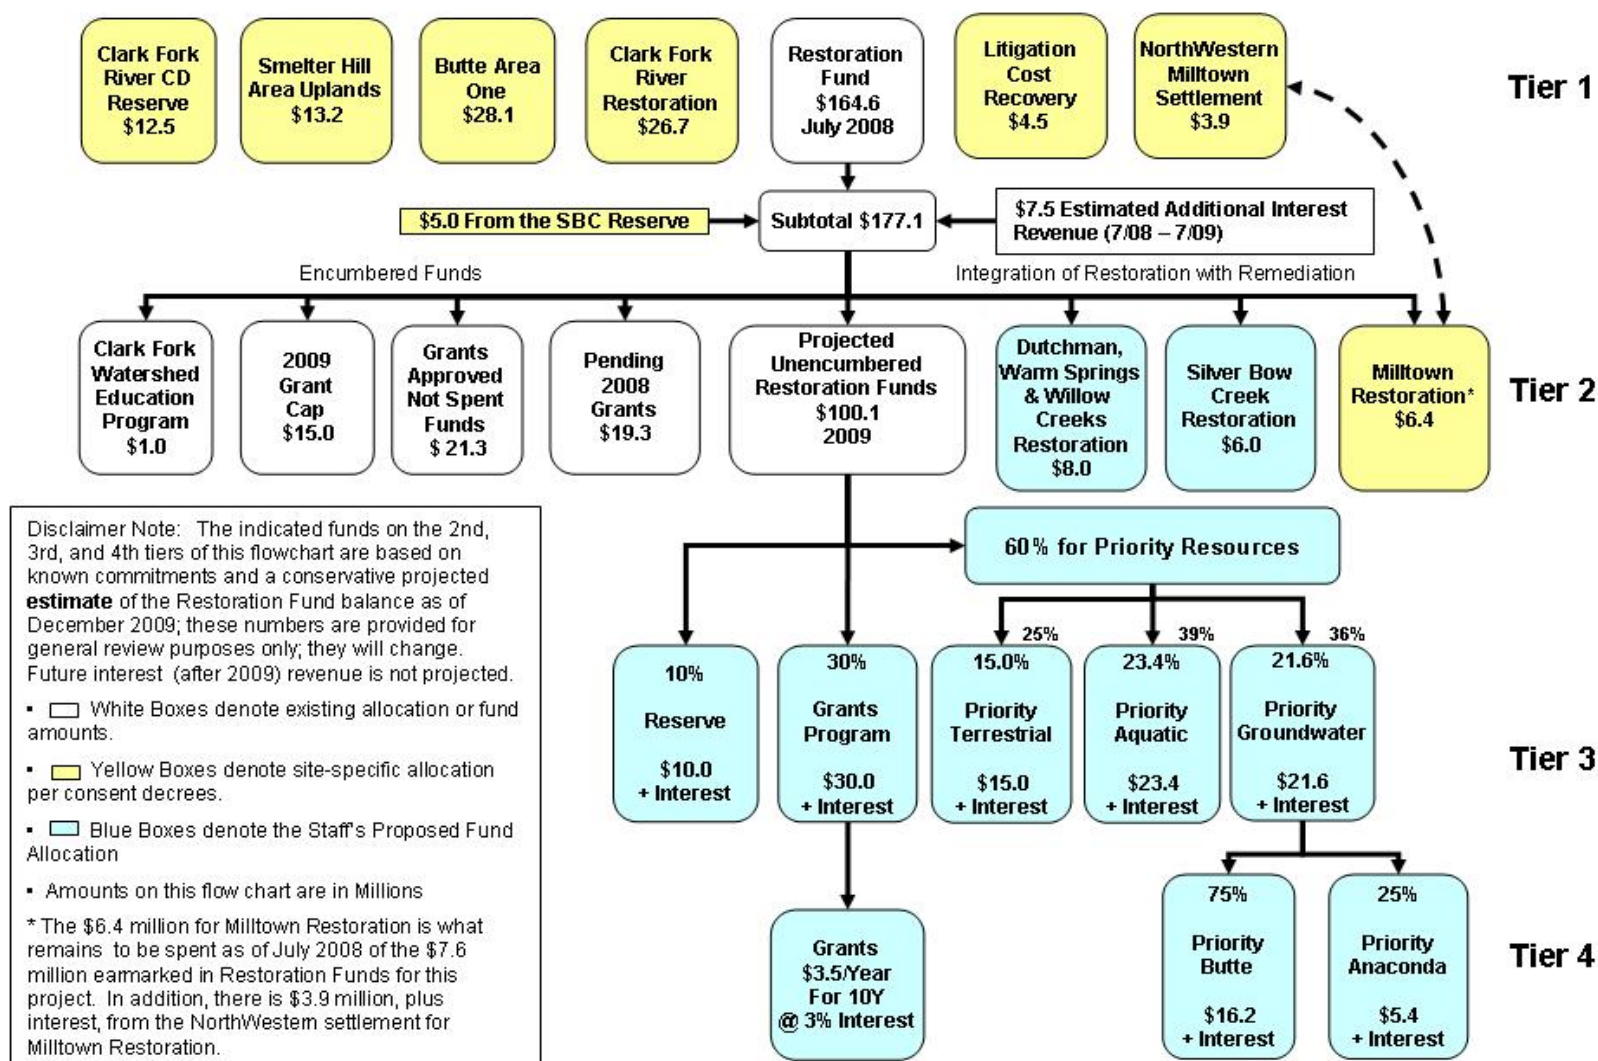 Clark Fork
River CD
Reserve
$12.5
Smelter Hill
Area Uplands
$13.2
Butte Area
One
$28.1
Clark Fork
River
Restoration
$26.7
Restoration
Fund
$164.6
July 2008
Litigation
Cost
Recovery
$4.5
NorthWestern
Milltown
Settlement
$3.9
Tier 1
$5.0 From the SBC Reserve
Subtotal $177.1
$7.5 Estimated Additional Interest
Revenue (7/08 – 7/09)
Encumbered Funds
Integration of Restoration with Remediation
Clark Fork
Watershed
Education
Program
$1.0
2009
Grant
Cap
$15.0
Grants
Approved
Not Spent
Funds
$ 21.3
Pending
2008
Grants
$19.3
Projected
Unencumbered
Restoration Funds
$100.1
2009
Dutchman,
Warm Springs
& Willow
Creeks
Restoration
$8.0
Silver Bow
Creek
Restoration
$6.0
Milltown
Restoration*
$6.4
Tier 2
Disclaimer Note: The indicated funds on the 2nd,
3rd, and 4th tiers of this flowchart are based on
known commitments and a conservative projected
estimate of the Restoration Fund balance as of
December 2009; these numbers are provided for
general review purposes only; they will change.
Future interest (after 2009) revenue is not projected.
▪ White Boxes denote existing allocation or fund
amounts.
▪ Yellow Boxes denote site-specific allocation
per consent decrees.
▪ Blue Boxes denote the Staff's Proposed Fund
Allocation
▪ Amounts on this flow chart are in Millions
* The $6.4 million for Milltown Restoration is what
remains to be spent as of July 2008 of the $7.6
million earmarked in Restoration Funds for this
project. In addition, there is $3.9 million, plus
interest, from the NorthWestern settlement for
Milltown Restoration.
60% for Priority Resources
25%
39%
36%
10%
Reserve
$10.0
+ Interest
30%
Grants
Program
$30.0
+ Interest
15.0%
Priority
Terrestrial
$15.0
+ Interest
23.4%
Priority
Aquatic
$23.4
+ Interest
21.6%
Priority
Groundwater
$21.6
+ Interest
Tier 3
Grants
$3.5/Year
For 10Y
@ 3% Interest
75%
Priority
Butte
$16.2
+ Interest
25%
Priority
Anaconda
$5.4
+ Interest
Tier 4